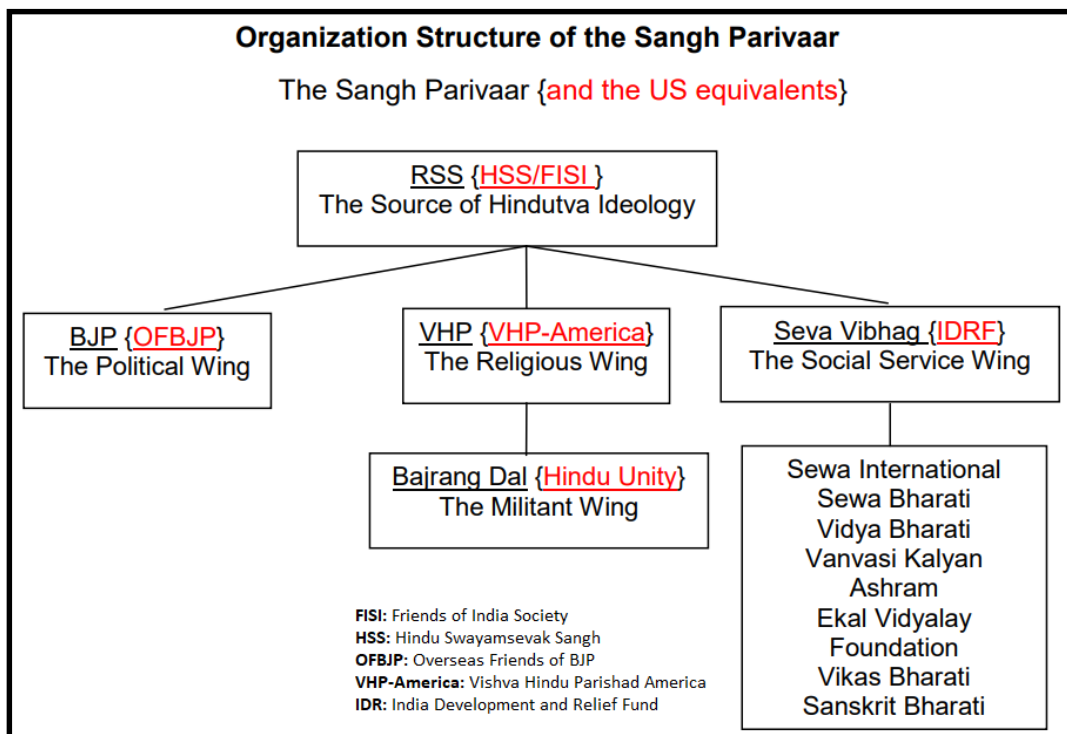 Organization Structure of the Sangh Parivaar
The Sangh Parivaar {and the US equivalents}
RSS {HSS/FISI }
The Source of Hindutva Ideology
BJP {OFBJP}
The Political Wing
VHP {VHP-America}
The Religious Wing
Seva Vibhag {IDRF}
The Social Service Wing
Bajrang Dal {Hindu Unity}
The Militant Wing
Sewa International
Sewa Bharati
Vidya Bharati
Vanvasi Kalyan
Ashram
Ekal Vidyalay
Foundation
Vikas Bharati
Sanskrit Bharati
FISI: Friends of India Society
HSS: Hindu Swayamsevak Sangh
OFBJP: Overseas Friends of BJP
VHP-America: Vishva Hindu Parishad America
IDR: India Development and Relief Fund